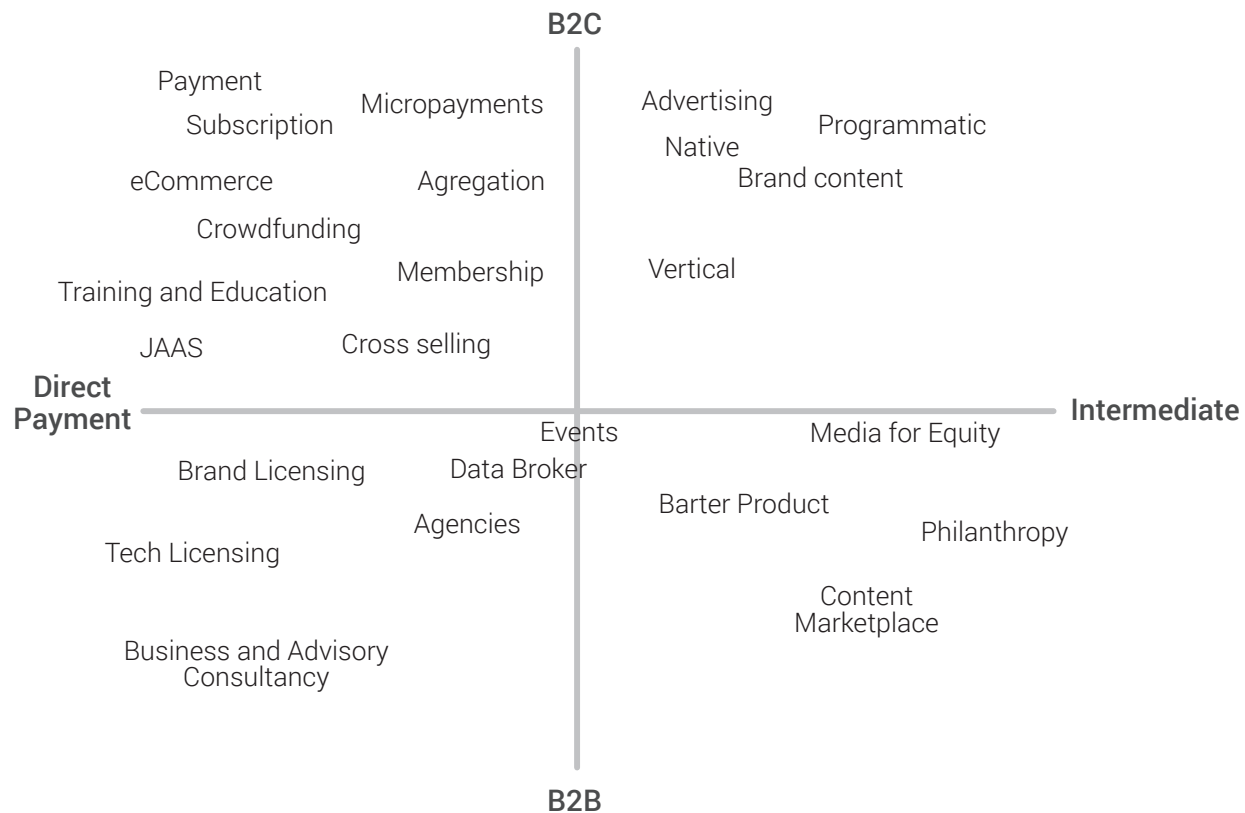 B2C
Payment
Micropayments
Advertising
Subscription
Programmatic
Native
eCommerce
Agregation
Brand content
Crowdfunding
Membership
Vertical
Training and Education
JAAS
Cross selling
Direct
Payment
Intermediate
Events
Media for Equity
Brand Licensing
Data Broker
Barter Product
Agencies
Philanthropy
Tech Licensing
Content
Marketplace
Business and Advisory
Consultancy
B2B